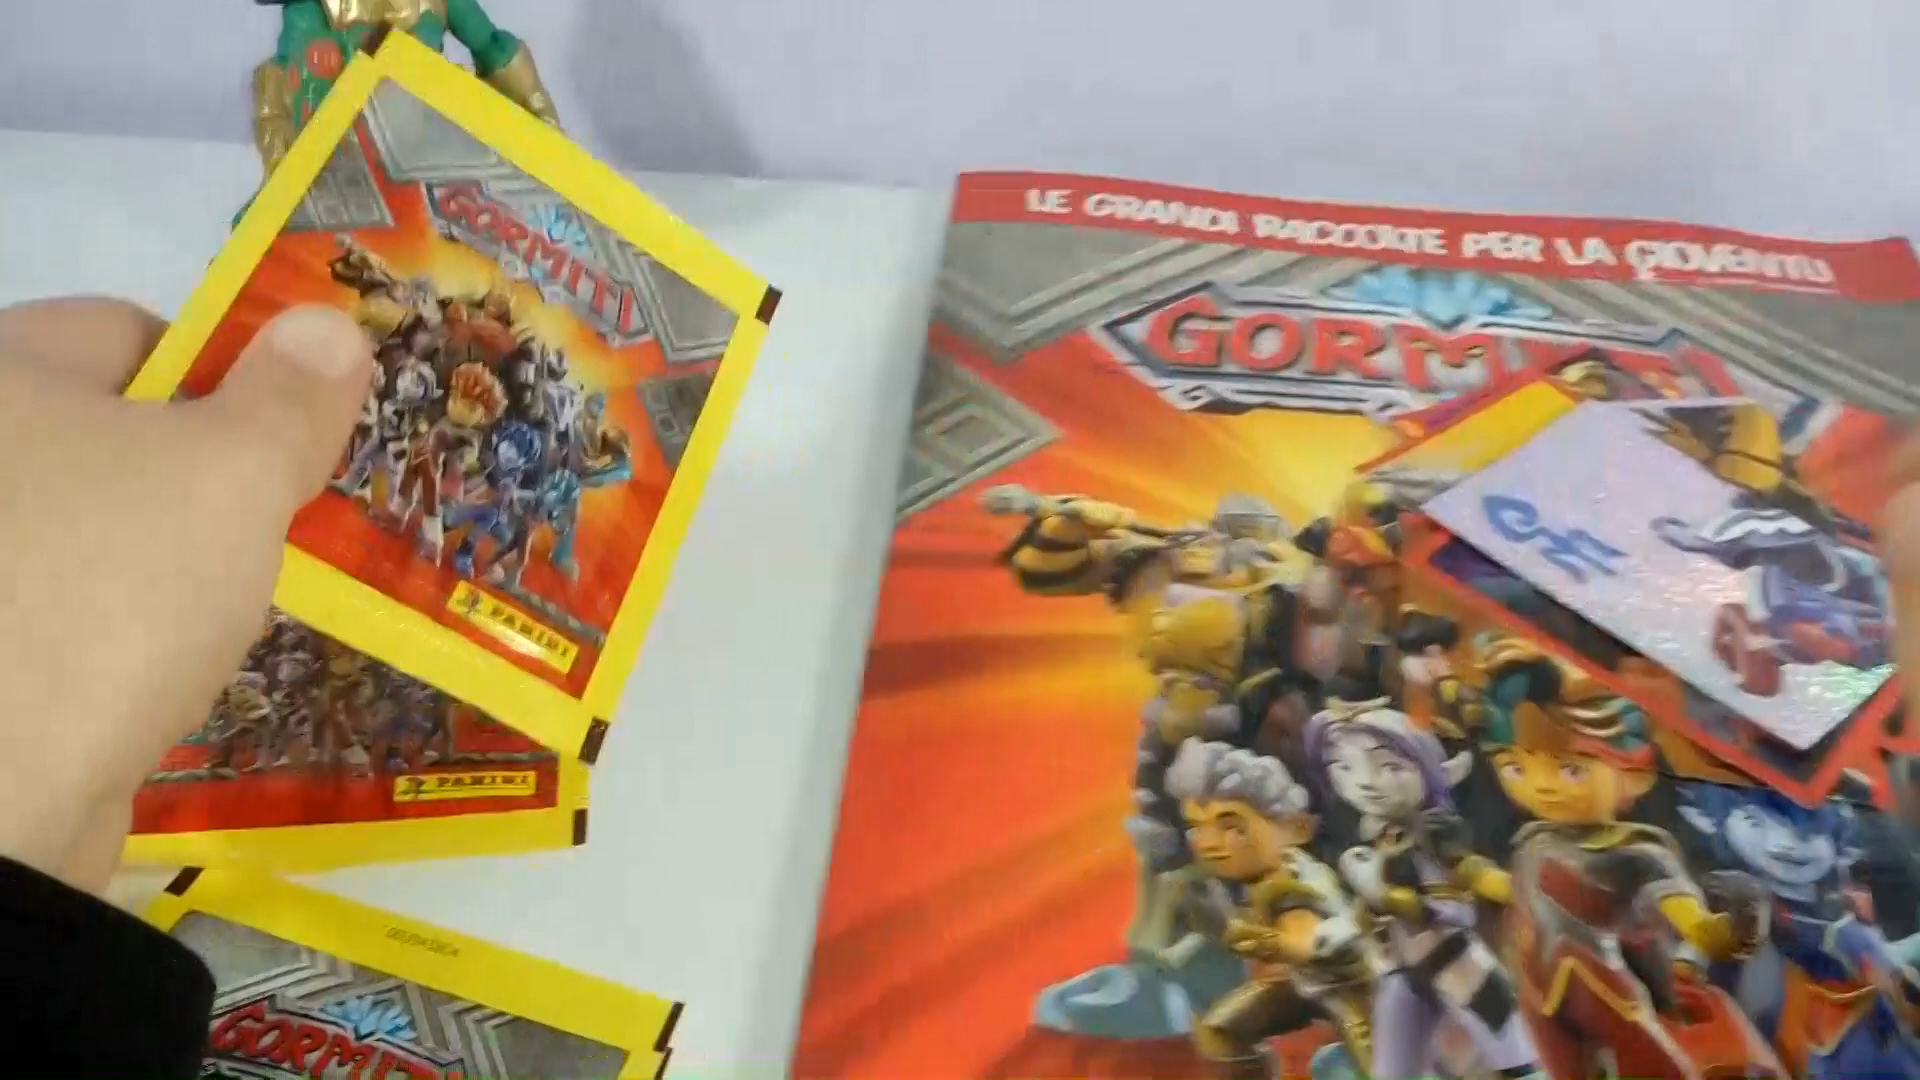 GORMITI
PANINI
PANINI
GORMITI
LE GRANDI RACCOLTE PER LA GIOVENTÙ
GORMITI